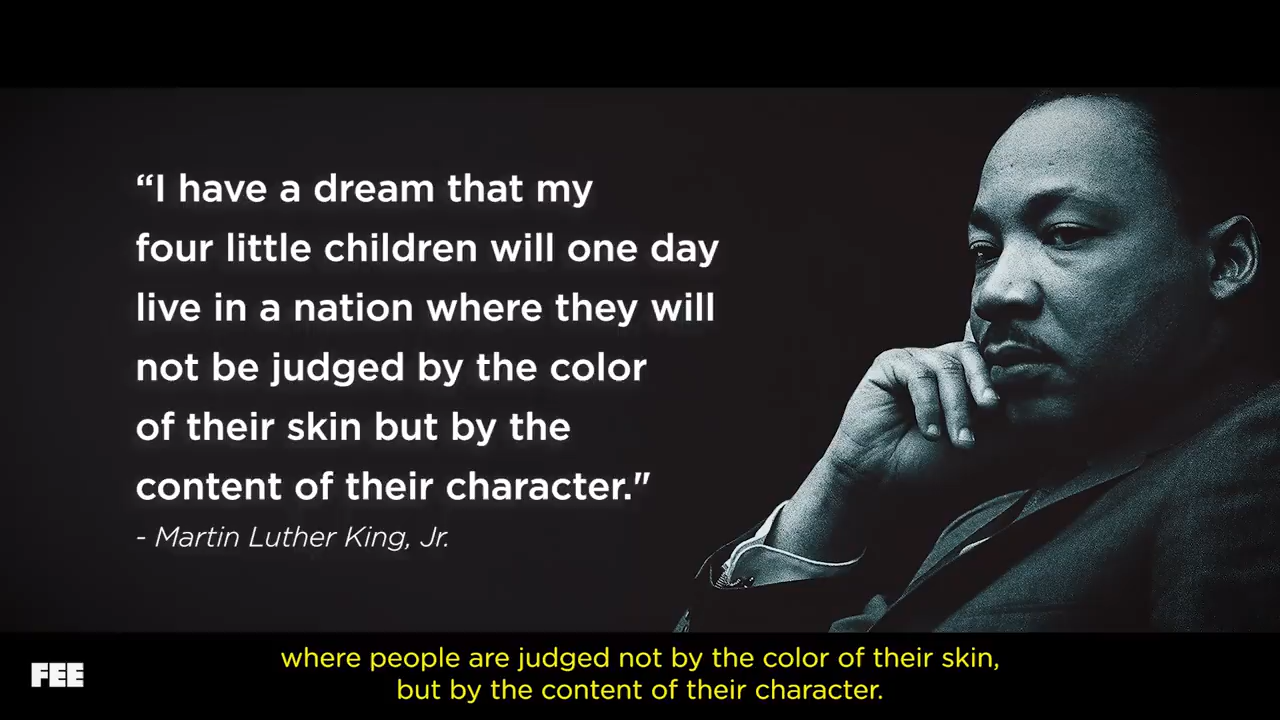 “I have a dream that my
four little children will one day
live in a nation where they will
not be judged by the color
of their skin but by the
content of their character."
- Martin Luther King, Jr.
where people are judged not by the color of their skin,
but by the content of their character.
FEE